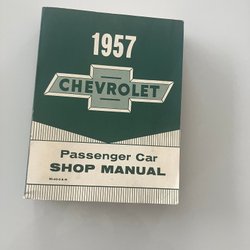 1957
CHEVROLET
Passenger Car
SHOP MANUAL